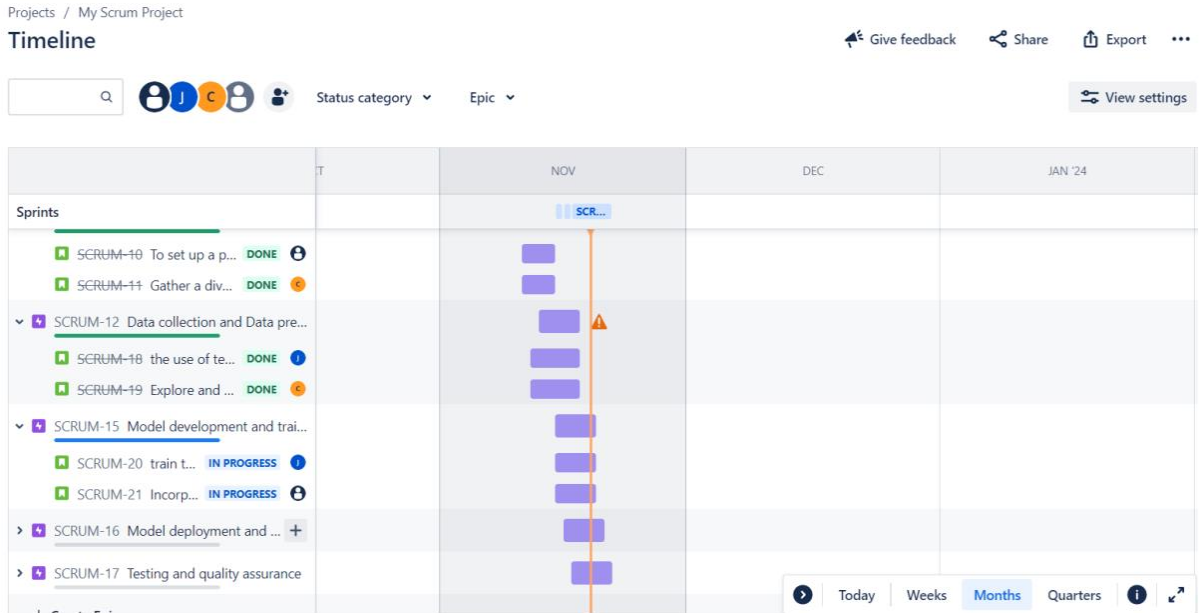 Projects / My Scrum Project
Timeline
Give feedback Share Export
J C Status category Epic View settings
NOV DEC JAN '24
Sprints SCR...
SCRUM-10 To set up a p... DONE
SCRUM-11 Gather a div... DONE C
SCRUM-12 Data collection and Data pre...
SCRUM-18 the use of te... DONE J
SCRUM-19 Explore and ... DONE C
SCRUM-15 Model development and trai...
SCRUM-20 train t... IN PROGRESS J
SCRUM-21 Incorp... IN PROGRESS
SCRUM-16 Model deployment and ...
SCRUM-17 Testing and quality assurance
Today Weeks Months Quarters